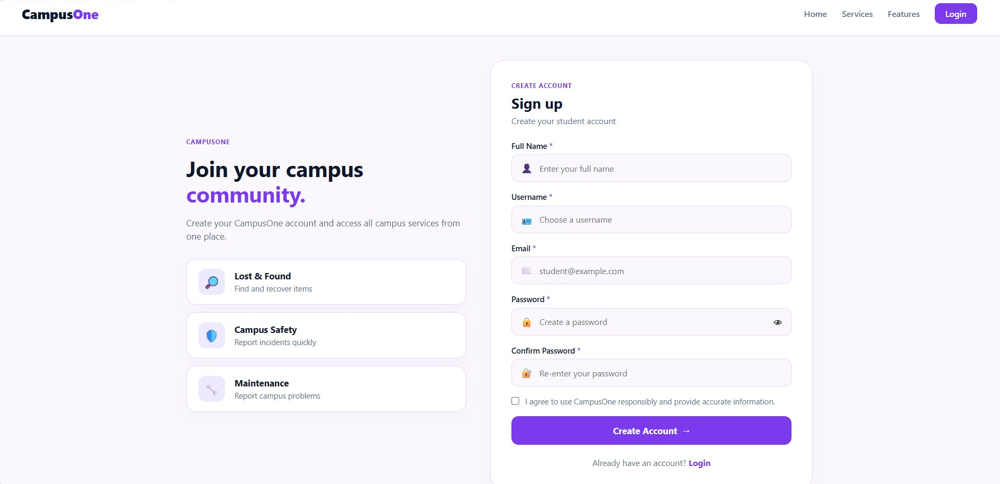 CampusOne
Home
Services
Features
Login
CAMPUSONE
Join your campus
community.
Create your CampusOne account and access all campus services from
one place.
Lost & Found
Find and recover items
Campus Safety
Report incidents quickly
Maintenance
Report campus problems
CREATE ACCOUNT
Sign up
Create your student account
Full Name *
Enter your full name
Username *
Choose a username
Email *
student@example.com
Password *
Create a password
Confirm Password *
Re-enter your password
I agree to use CampusOne responsibly and provide accurate information.
Create Account →
Already have an account? Login